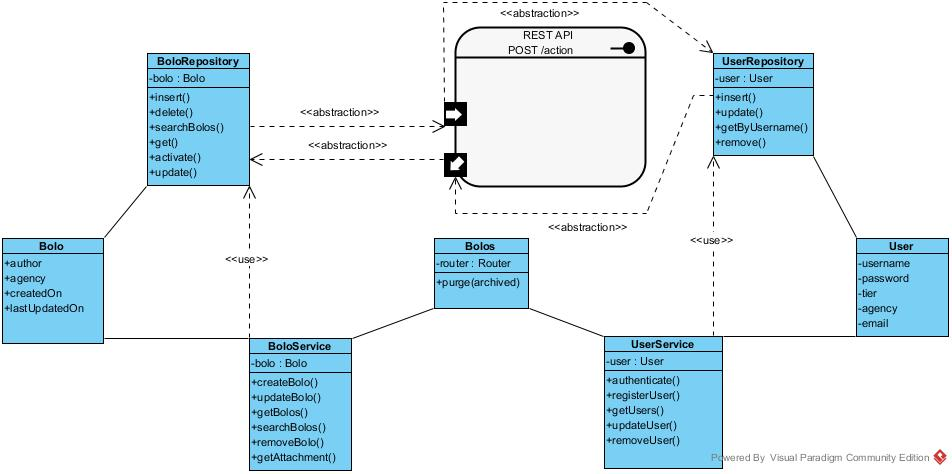 <<abstraction>>
REST API
POST /action
BoloRepository
-bolo : Bolo
+insert()
+delete()
+searchBolos()
+get()
+activate()
+update()
<<abstraction>>
<<abstraction>>
UserRepository
-user : User
+insert()
+update()
+getByUsername()
+remove()
<<abstraction>>
<<use>>
<<use>>
Bolo
+author
+agency
+createdOn
+lastUpdatedOn
Bolos
-router : Router
+purge(archived)
User
-username
-password
-tier
-agency
-email
BoloService
-bolo : Bolo
+createBolo()
+updateBolo()
+getBolos()
+searchBolos()
+removeBolo()
+getAttachment()
UserService
-user : User
+authenticate()
+registerUser()
+getUsers()
+updateUser()
+removeUser()
Powered By Visual Paradigm Community Edition